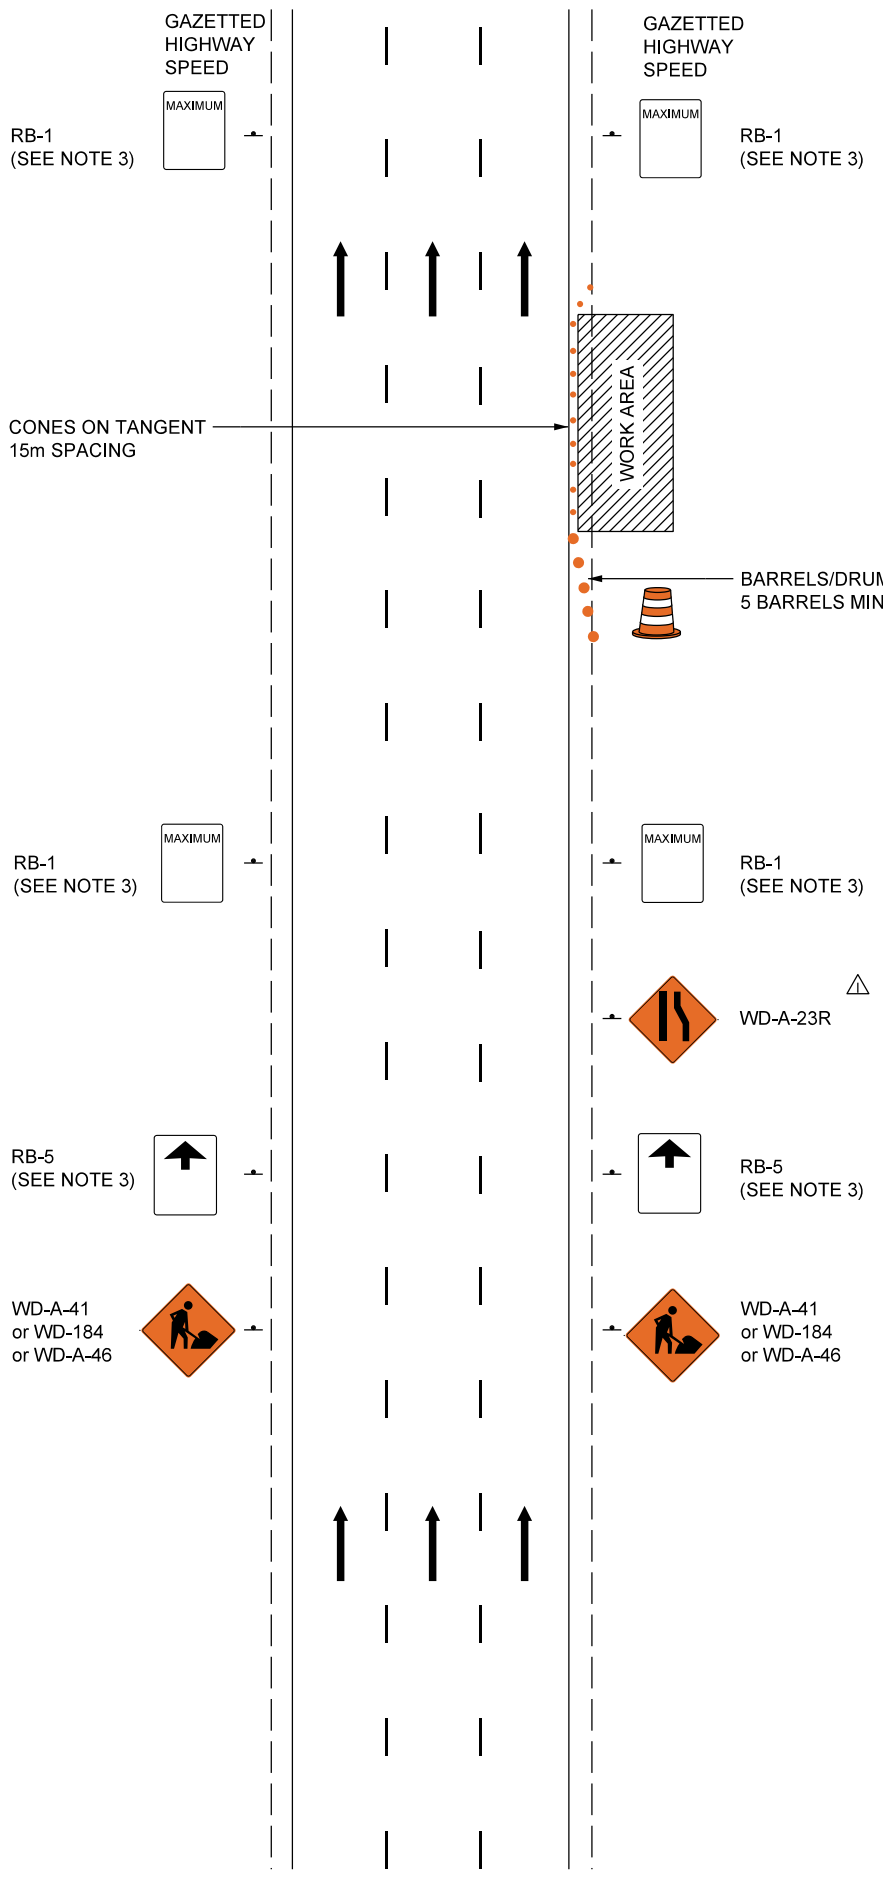 GAZETTED
HIGHWAY
SPEED
GAZETTED
HIGHWAY
SPEED
MAXIMUM
MAXIMUM
RB-1
(SEE NOTE 3)
RB-1
(SEE NOTE 3)
WORK AREA
CONES ON TANGENT
15m SPACING
BARRELS/DRUM
5 BARRELS MIN
MAXIMUM
MAXIMUM
RB-1
(SEE NOTE 3)
RB-1
(SEE NOTE 3)
1
WD-A-23R
RB-5
(SEE NOTE 3)
RB-5
(SEE NOTE 3)
WD-A-41
or WD-184
or WD-A-46
WD-A-41
or WD-184
or WD-A-46